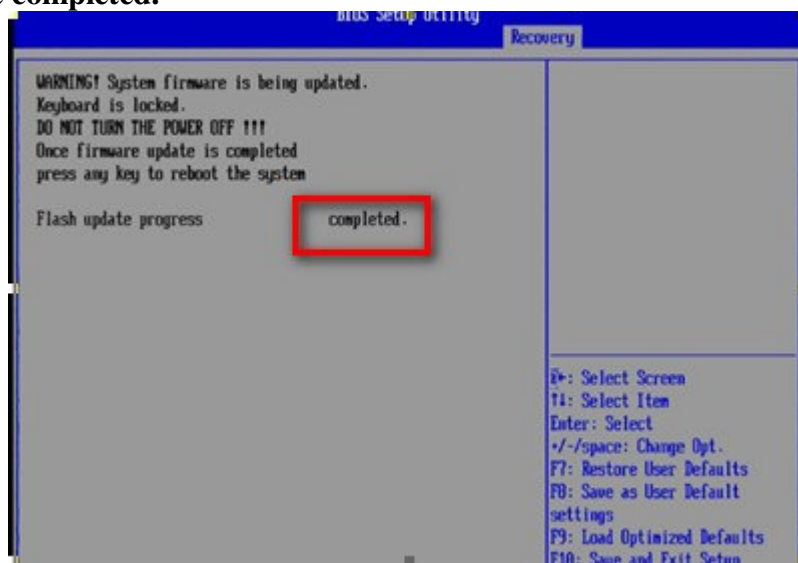 completed.
BIOS Setup Utility
Recovery
WARNING! System firmware is being updated.
Keyboard is locked.
DO NOT TURN THE POWER OFF !!!
Once firmware update is completed
press any key to reboot the system
Flash update progress completed.
: Select Screen
↑↓: Select Item
Enter: Select
+/-/space: Change Opt.
F7: Restore User Defaults
F8: Save as User Default
settings
F9: Load Optimized Defaults
F10: Save and Exit Setup